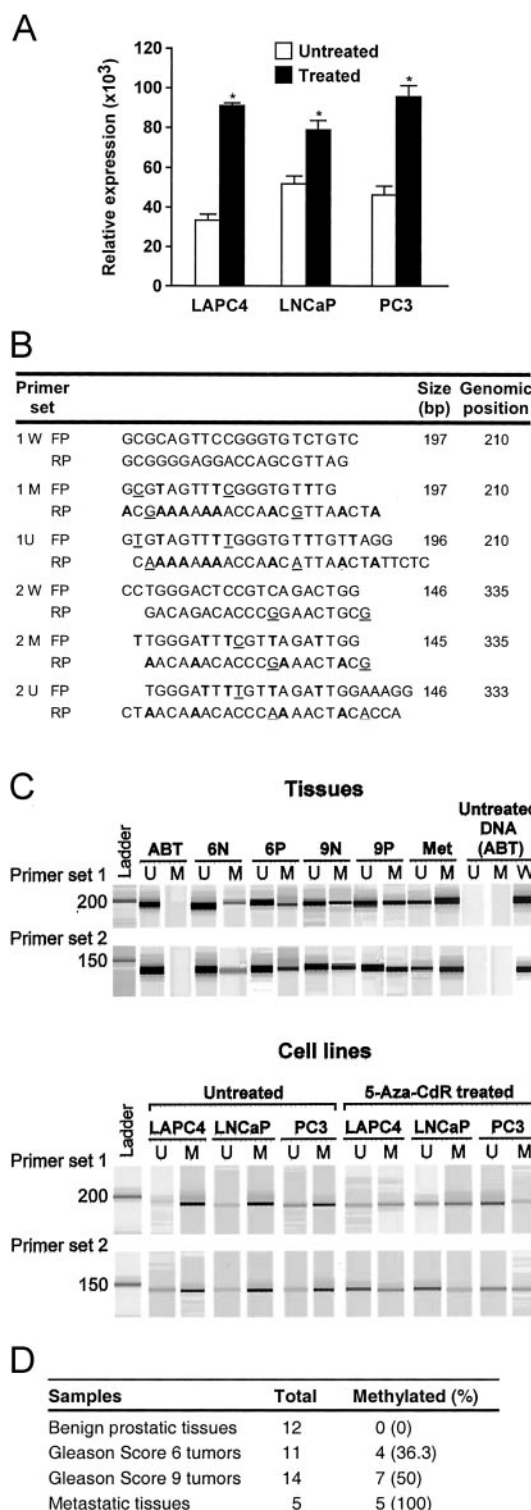 A
120
100
80
60
40
20
0
Relative expression (x10³)
Untreated
Treated
* * *
LAPC4 LNCaP PC3
B
Primer set Size (bp) Genomic position
1 W FP GCGCAGTTCCGGGTGTCTGTC 197 210
RP GCGGGGAGGACCAGCGTTAG
1 M FP GCGTAGTTTCGGGTGTTTG 197 210
RP ACGAAAAAAACCAACGTTAACTA
1U FP GTGTAGTTTTGGGTGTTTGTTAGG 196 210
RP CAAAAAAAACCAACATTAACTATTCTC
2 W FP CCTGGGACTCCGTCAGACTGG 146 335
RP GACAGACACCCGGAACTGCG
2 M FP TTGGGATTTCGTTAGATTGG 145 335
RP AACAAACACCCGAAACTACG
2 U FP TGGGATTTTGTTAGATTGGAAAGG 146 333
RP CTAACAAACACCCAAAACTACACCA
C
Tissues
Ladder ABT 6N 6P 9N 9P Met Untreated DNA (ABT)
Primer set 1 U M U M U M U M U M U M U M W
200
Primer set 2
150
Cell lines
Untreated 5-Aza-CdR treated
Ladder LAPC4 LNCaP PC3 LAPC4 LNCaP PC3
Primer set 1 U M U M U M U M U M U M
200
Primer set 2
150
D
Samples Total Methylated (%)
Benign prostatic tissues 12 0 (0)
Gleason Score 6 tumors 11 4 (36.3)
Gleason Score 9 tumors 14 7 (50)
Metastatic tissues 5 5 (100)